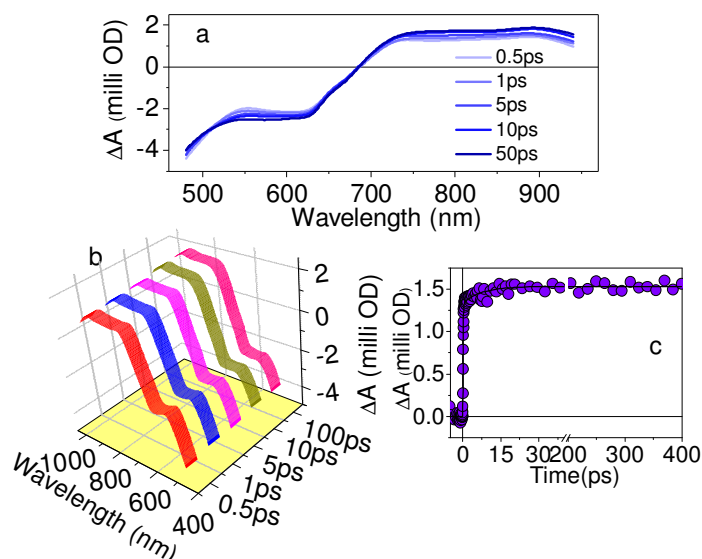 a
2
0
-2
-4
ΔA (milli OD)
0.5ps
1ps
5ps
10ps
50ps
500 600 700 800 900
Wavelength (nm)
b
2
0
-2
-4
ΔA (milli OD)
100ps
10ps
5ps
1ps
0.5ps
1000
800
600
400
Wavelength (nm)
c
1.5
1.0
0.5
0.0
ΔA (milli OD)
0 15 30 200 300 400
Time(ps)